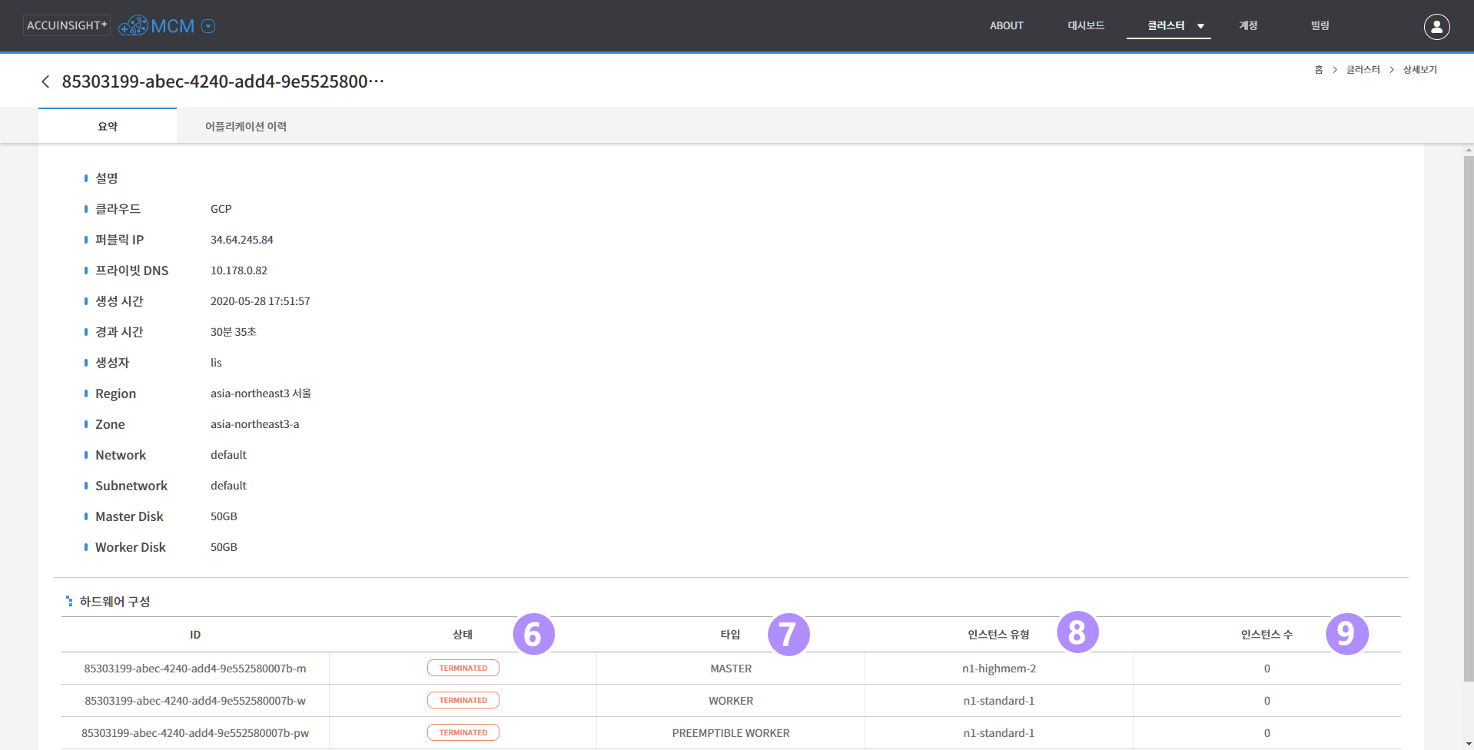 ACCUINSIGHT+ MCM ABOUT 대시보드 클러스터 계정 빌링
85303199-abec-4240-add4-9e5525800…
홈 > 클러스터 > 상세보기
요약 어플리케이션 이력
설명
클라우드 GCP
퍼블릭 IP 34.64.245.84
프라이빗 DNS 10.178.0.82
생성 시간 2020-05-28 17:51:57
경과 시간 30분 35초
생성자 lis
Region asia-northeast3 서울
Zone asia-northeast3-a
Network default
Subnetwork default
Master Disk 50GB
Worker Disk 50GB
하드웨어 구성
ID 상태 6 타입 7 인스턴스 유형 8 인스턴스 수 9
85303199-abec-4240-add4-9e552580007b-m TERMINATED MASTER n1-highmem-2 0
85303199-abec-4240-add4-9e552580007b-w TERMINATED WORKER n1-standard-1 0
85303199-abec-4240-add4-9e552580007b-pw TERMINATED PREEMPTIBLE WORKER n1-standard-1 0